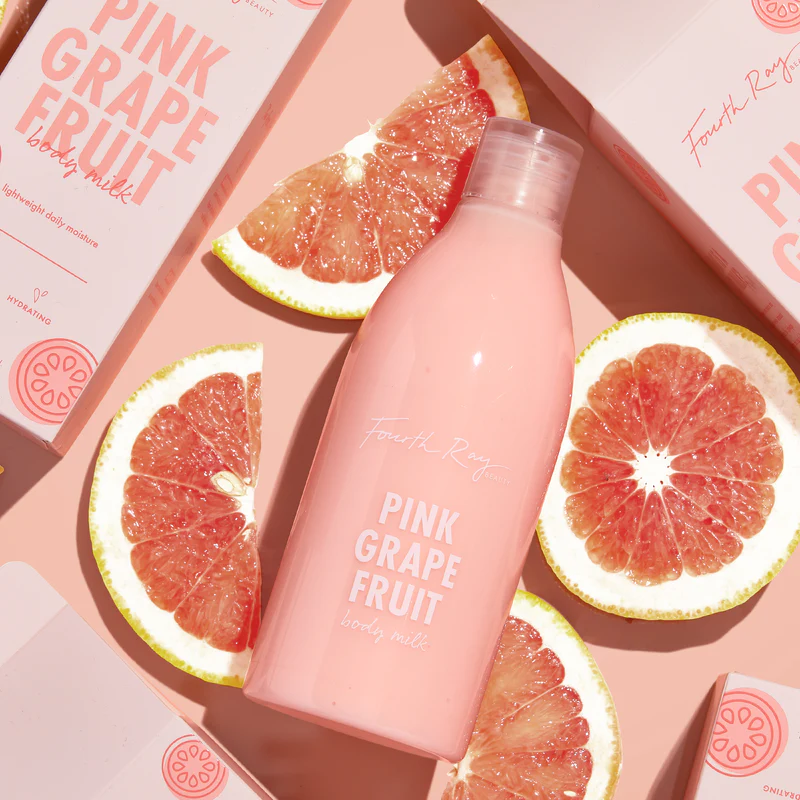 BEAUTY
PINK
GRAPE
FRUIT
body milk
lightweight daily moisture
HYDRATING
Fourth Ray
BEAUTY
PINK
GRAPE
FRUIT
body milk
Fourth Ray
HYDRATING